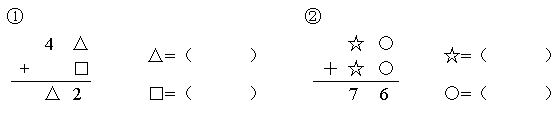 ① ②
4 △ △=（ ） ☆ ○ ☆=（ ）
+ □ ＋ ☆ ○
△ 2 □=（ ） 7 6 ○=（ ）